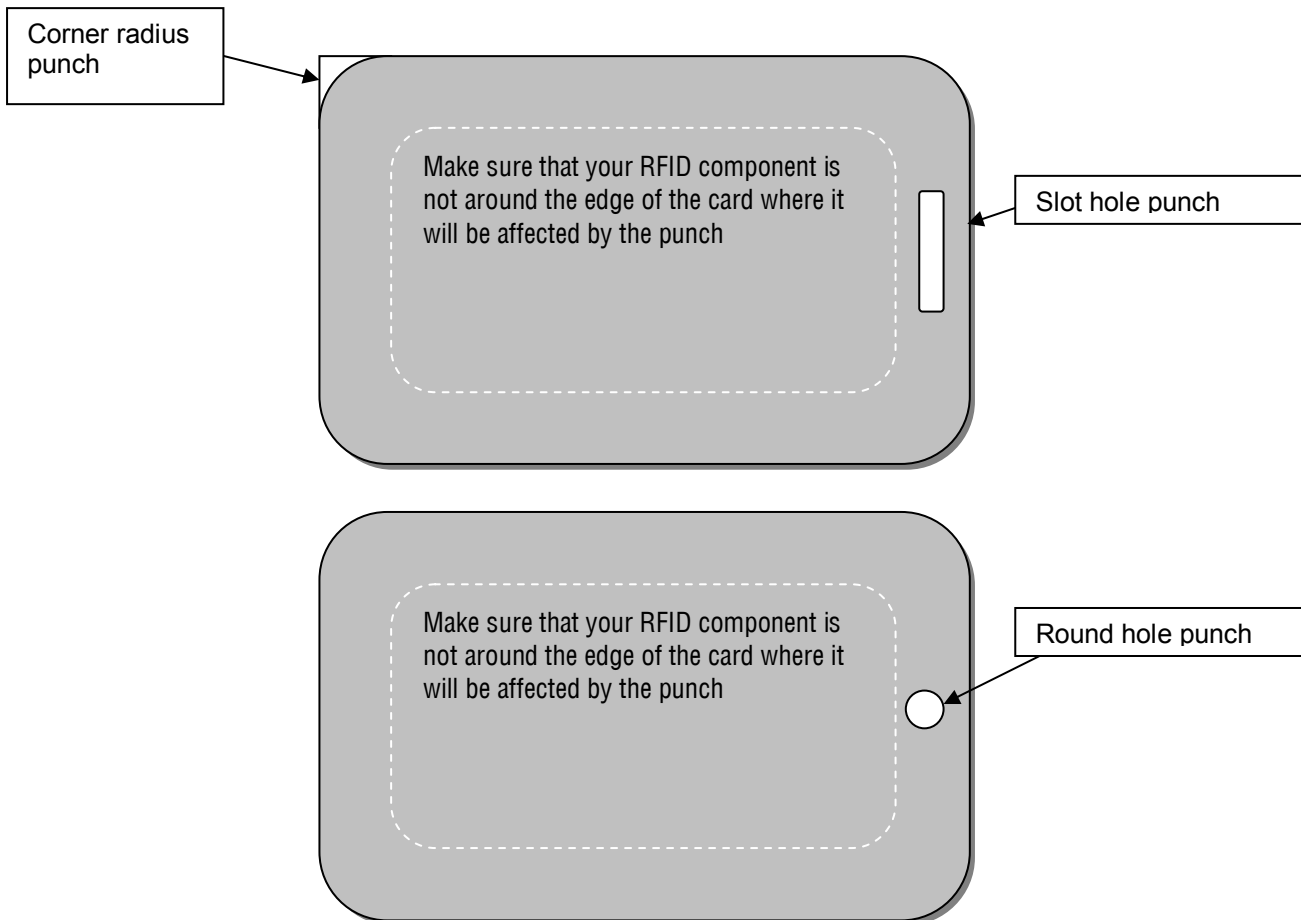 Corner radius
punch
Make sure that your RFID component is
not around the edge of the card where it
will be affected by the punch
Slot hole punch
Make sure that your RFID component is
not around the edge of the card where it
will be affected by the punch
Round hole punch